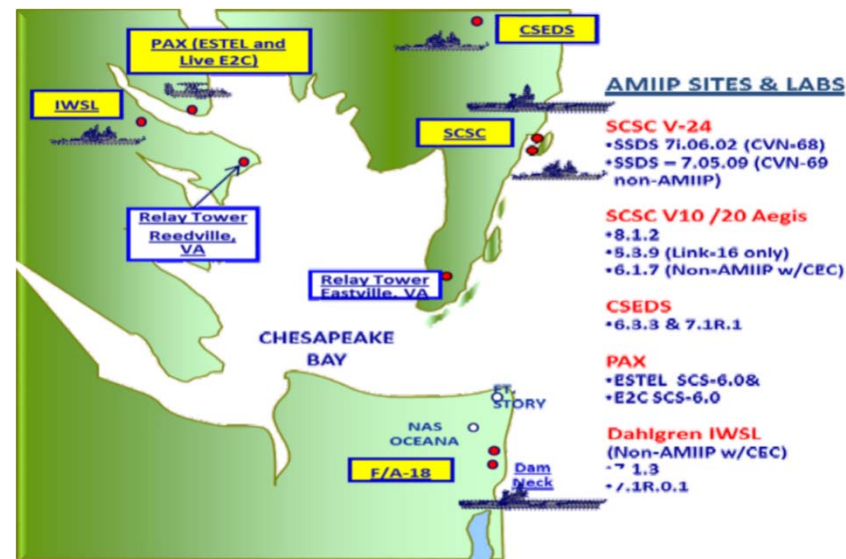 CSEDS
PAX (ESTEL and
Live E2C)
IWSL
SCSC
Relay Tower
Reedville,
VA
Relay Tower
Eastville, VA
CHESAPEAKE
BAY
FT.
STORY
NAS
OCEANA
F/A-18
Dam
Neck
AMIIP SITES & LABS
SCSC V-24
•SSDS 7i.06.02 (CVN-68)
•SSDS – 7.05.09 (CVN-69
non-AMIIP)
SCSC V10 /20 Aegis
•8.1.2
•5.3.9 (Link-16 only)
•6.1.7 (Non-AMIIP w/CEC)
CSEDS
•6.3.3 & 7.1R.1
PAX
•ESTEL SCS-6.0&
•E2C SCS-6.0
Dahlgren IWSL
(Non-AMIIP w/CEC)
•7.1R.0.1